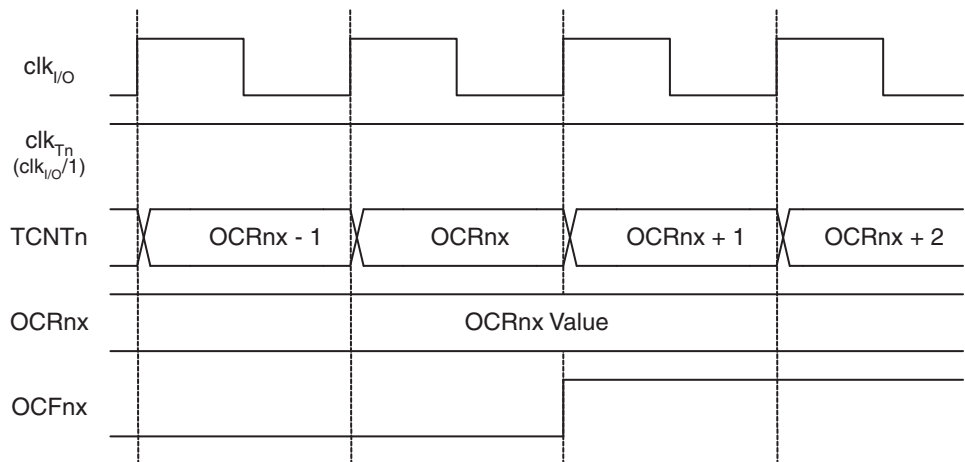 clkI/O
clkTn
(clkI/O/1)
TCNTn
OCRnx - 1
OCRnx
OCRnx + 1
OCRnx + 2
OCRnx
OCRnx Value
OCFnx